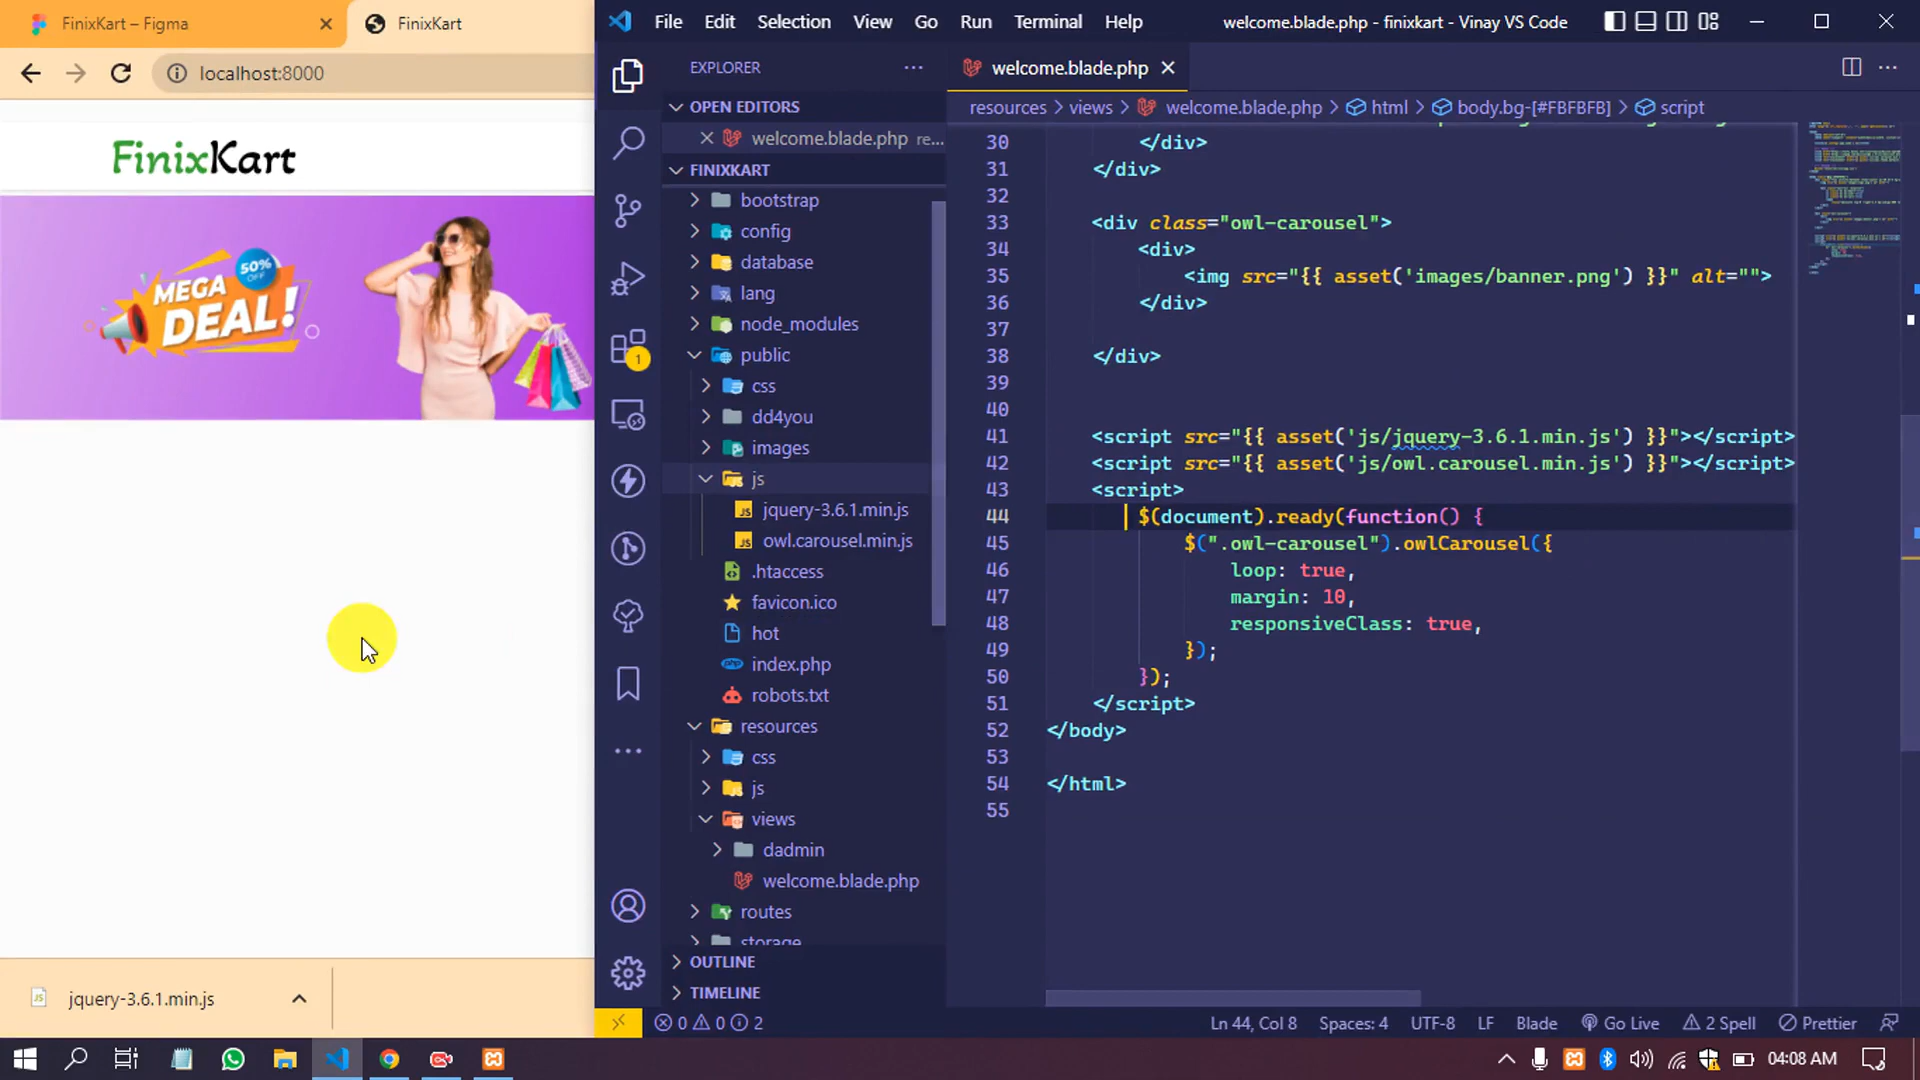 FinixKart – Figma
FinixKart
localhost:8000
FinixKart
50%
OFF
MEGA
DEAL!
jquery-3.6.1.min.js
File Edit Selection View Go Run Terminal Help
welcome.blade.php - finixkart - Vinay VS Code
EXPLORER
OPEN EDITORS
welcome.blade.php re...
FINIXKART
bootstrap
config
database
lang
node_modules
public
css
dd4you
images
js
jquery-3.6.1.min.js
owl.carousel.min.js
.htaccess
favicon.ico
hot
index.php
robots.txt
resources
css
js
views
dadmin
welcome.blade.php
routes
storage
OUTLINE
TIMELINE
1
welcome.blade.php
resources > views > welcome.blade.php > html > body.bg-[#FBFBFB] > script
30 </div>
31 </div>
32
33 <div class="owl-carousel">
34 <div>
35 <img src="{{ asset('images/banner.png') }}" alt="">
36 </div>
37
38 </div>
39
40
41 <script src="{{ asset('js/jquery-3.6.1.min.js') }}"></script>
42 <script src="{{ asset('js/owl.carousel.min.js') }}"></script>
43 <script>
44 $(document).ready(function() {
45 $(".owl-carousel").owlCarousel({
46 loop: true,
47 margin: 10,
48 responsiveClass: true,
49 });
50 });
51 </script>
52 </body>
53
54 </html>
55
0 0 2
Ln 44, Col 8 Spaces: 4 UTF-8 LF Blade Go Live 2 Spell Prettier
04:08 AM